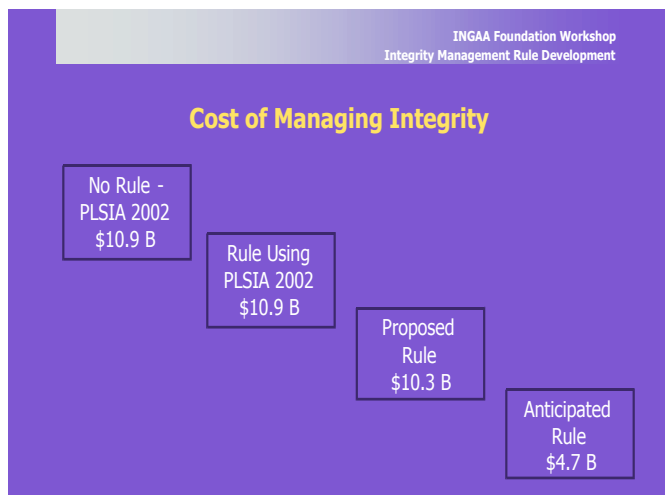 INGAA Foundation Workshop
Integrity Management Rule Development
Cost of Managing Integrity
No Rule -
PLSIA 2002
$10.9 B
Rule Using
PLSIA 2002
$10.9 B
Proposed
Rule
$10.3 B
Anticipated
Rule
$4.7 B